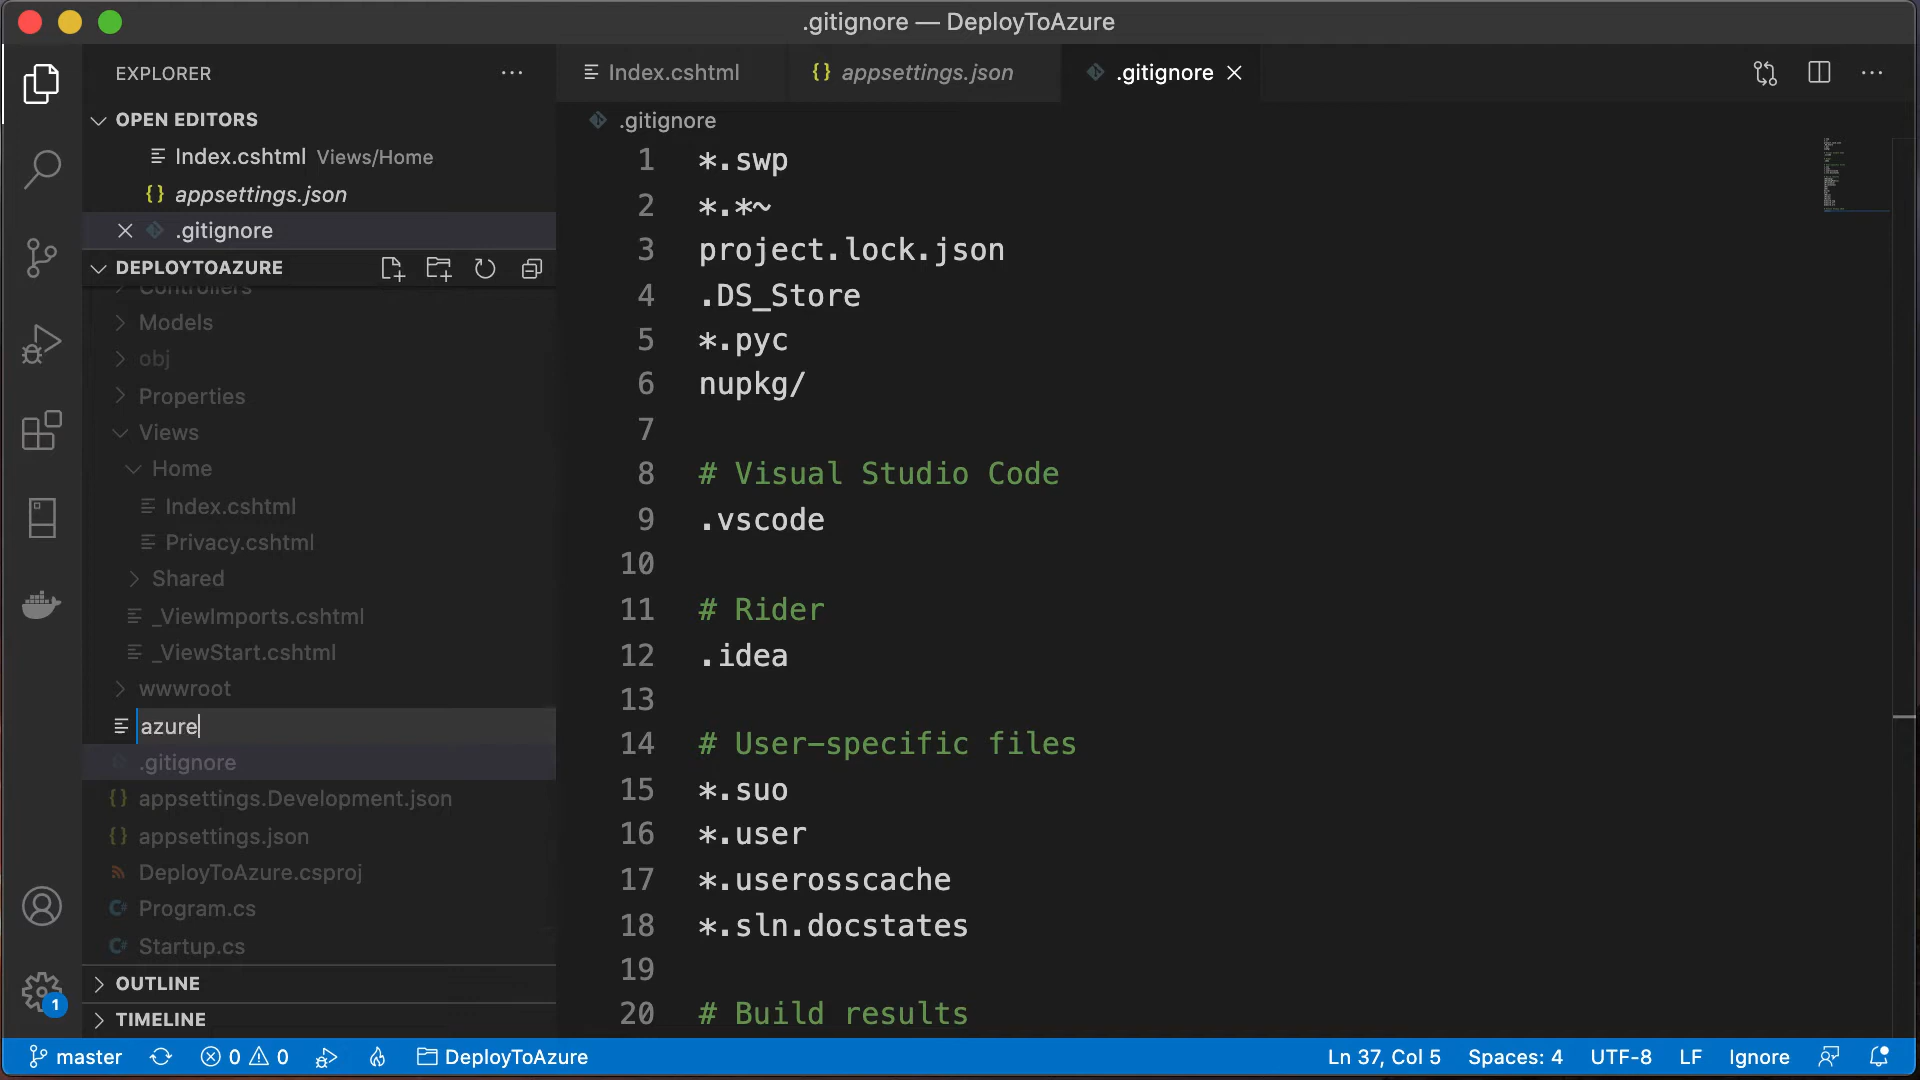 .gitignore — DeployToAzure
EXPLORER
OPEN EDITORS
Index.cshtml Views/Home
appsettings.json
.gitignore
DEPLOYTOAZURE
Controllers
Models
obj
Properties
Views
Home
Index.cshtml
Privacy.cshtml
Shared
_ViewImports.cshtml
_ViewStart.cshtml
wwwroot
azure
.gitignore
appsettings.Development.json
appsettings.json
DeployToAzure.csproj
Program.cs
Startup.cs
OUTLINE
TIMELINE
1
Index.cshtml appsettings.json .gitignore
.gitignore
1 *.swp
2 *.*~
3 project.lock.json
4 .DS_Store
5 *.pyc
6 nupkg/
7
8 # Visual Studio Code
9 .vscode
10
11 # Rider
12 .idea
13
14 # User-specific files
15 *.suo
16 *.user
17 *.userosscache
18 *.sln.docstates
19
20 # Build results
master 0 0 DeployToAzure Ln 37, Col 5 Spaces: 4 UTF-8 LF Ignore